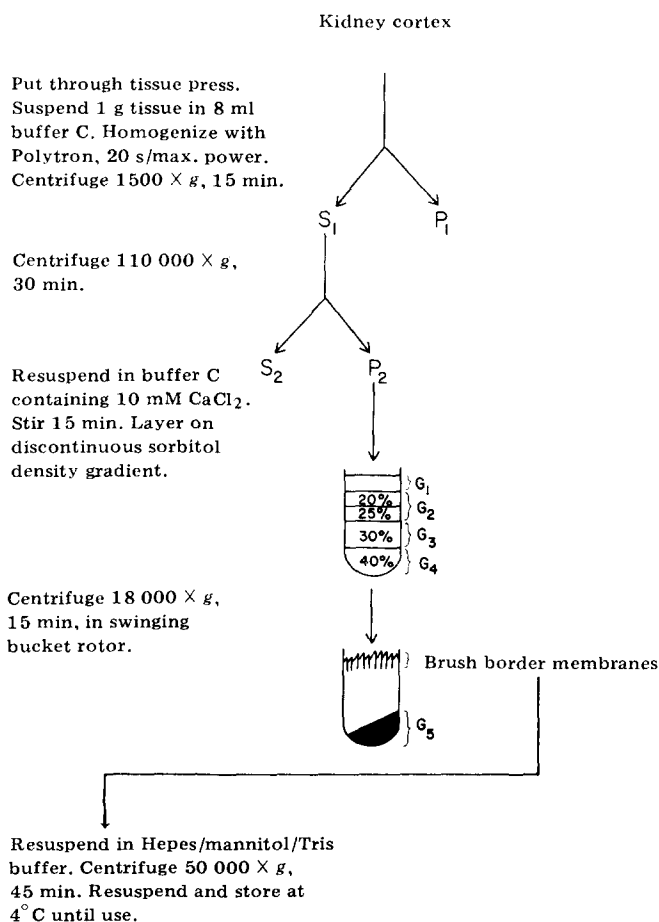 Kidney cortex
Put through tissue press.
Suspend 1 g tissue in 8 ml
buffer C. Homogenize with
Polytron, 20 s/max. power.
Centrifuge 1500 × g, 15 min.
S₁
P₁
Centrifuge 110 000 × g,
30 min.
S₂
P₂
Resuspend in buffer C
containing 10 mM CaCl₂.
Stir 15 min. Layer on
discontinuous sorbitol
density gradient.
G₁
20%
25%
G₂
30%
G₃
40%
G₄
Centrifuge 18 000 × g,
15 min, in swinging
bucket rotor.
Brush border membranes
G₅
Resuspend in Hepes/mannitol/Tris
buffer. Centrifuge 50 000 × g,
45 min. Resuspend and store at
4°C until use.